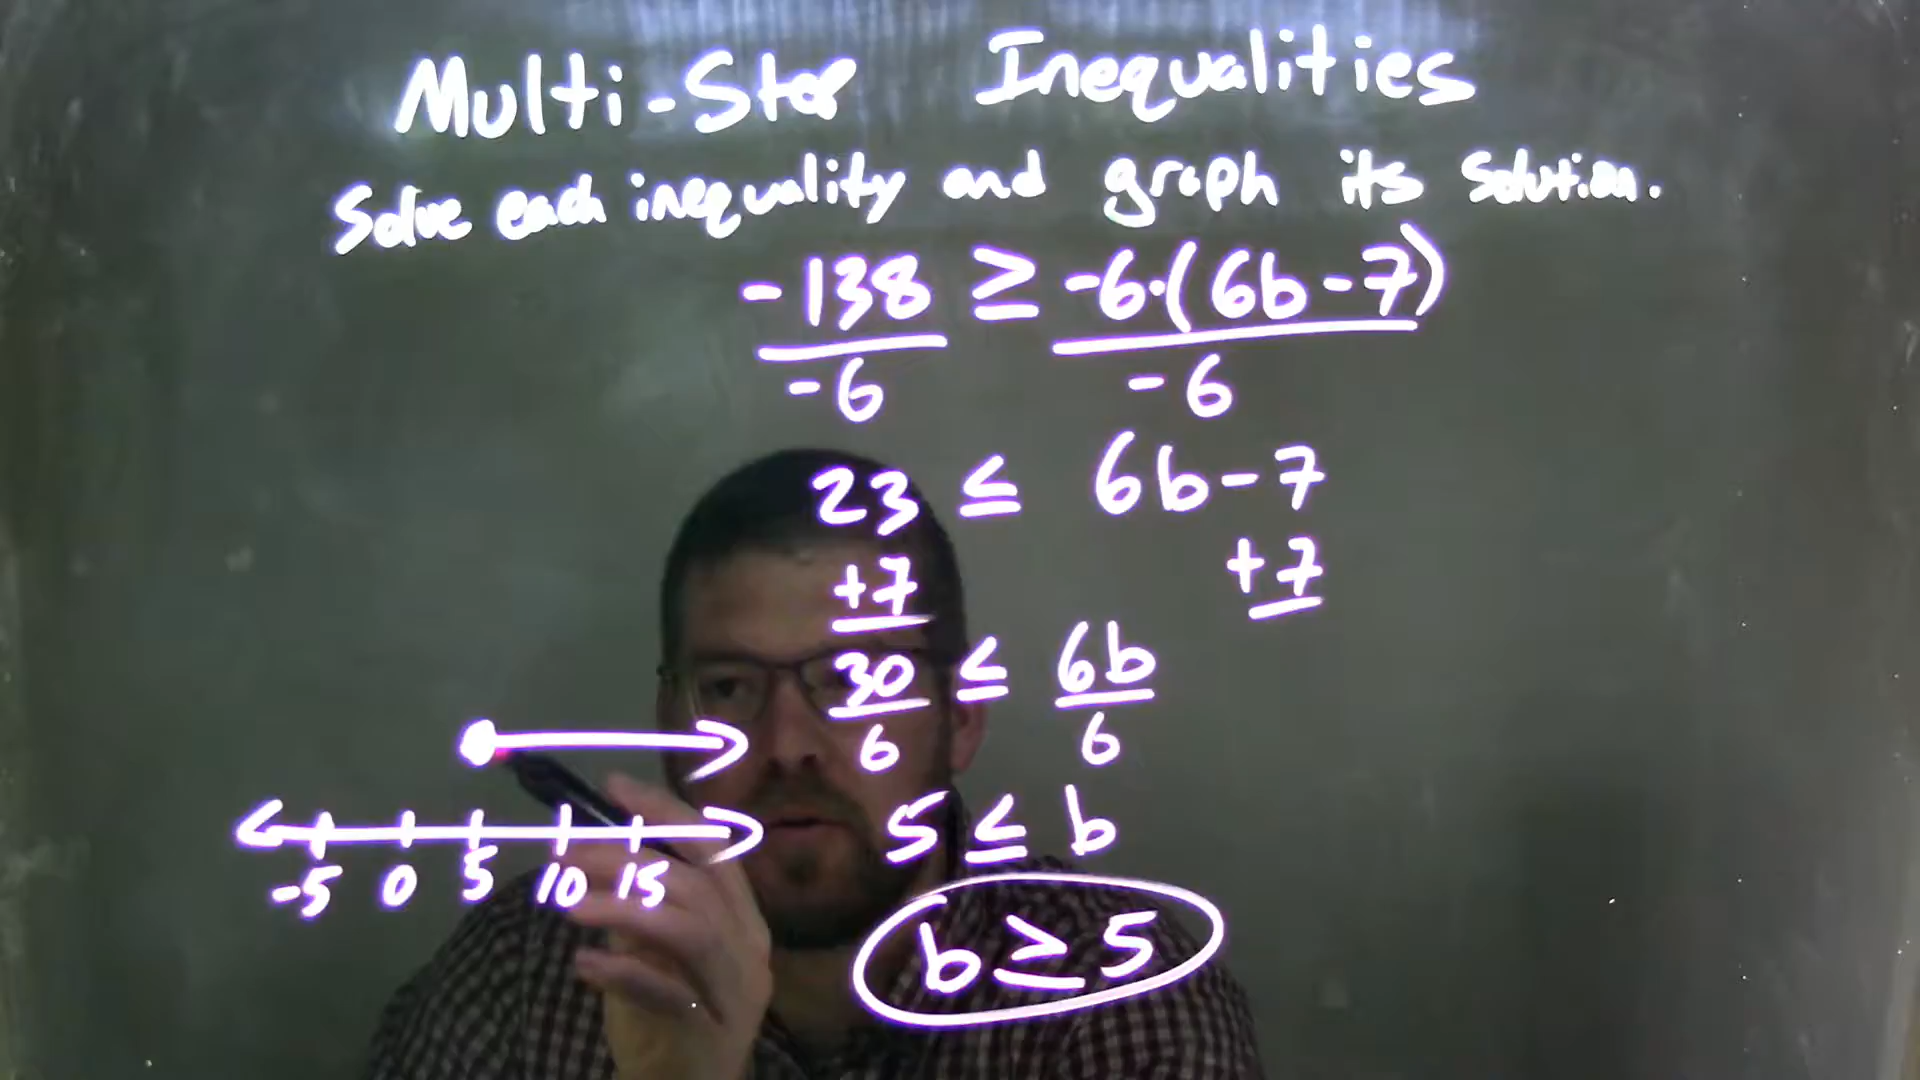 Multi-Step Inequalities
Solve each inequality and graph its solution.
-138 ≥ -6·(6b-7)
-6 -6
23 ≤ 6b-7
+7 +7
30 ≤ 6b
6 6
5 ≤ b
-5 0 5 10 15
b ≥ 5